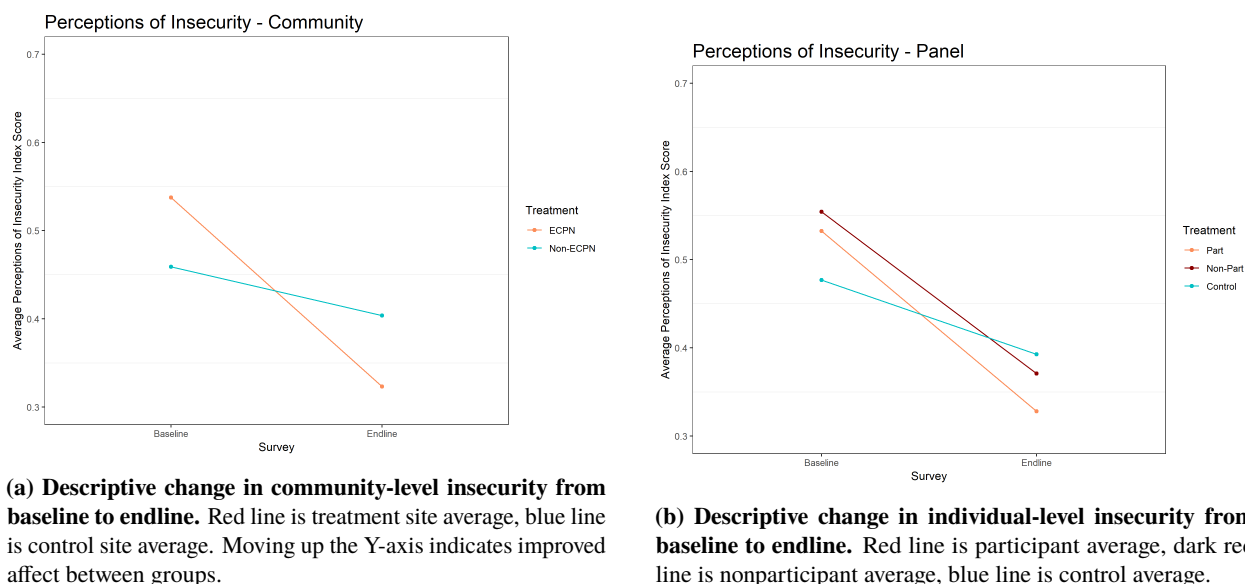 Perceptions of Insecurity - Community
0.7
0.6
0.5
0.4
0.3
Average Perceptions of Insecurity Index Score
Baseline
Endline
Survey
Treatment
ECPN
Non-ECPN
(a) Descriptive change in community-level insecurity from
baseline to endline. Red line is treatment site average, blue line
is control site average. Moving up the Y-axis indicates improved
affect between groups.
Perceptions of Insecurity - Panel
0.7
0.6
0.5
0.4
0.3
Average Perceptions of Insecurity Index Score
Baseline
Endline
Survey
Treatment
Part
Non-Part
Control
(b) Descriptive change in individual-level insecurity from
baseline to endline. Red line is participant average, dark red
line is nonparticipant average, blue line is control average.